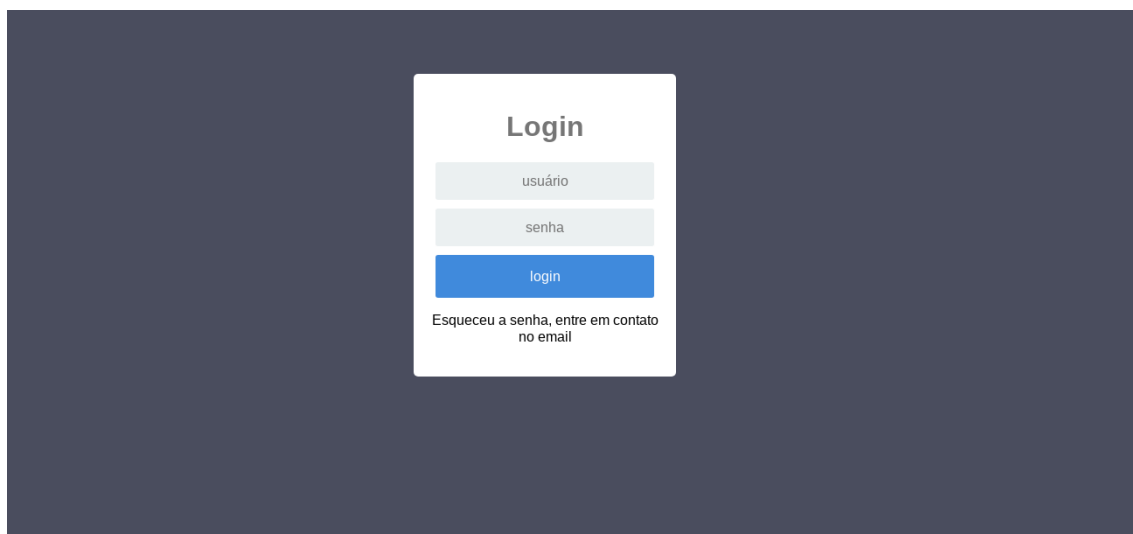 Login
usuário
senha
login
Esqueceu a senha, entre em contato
no email